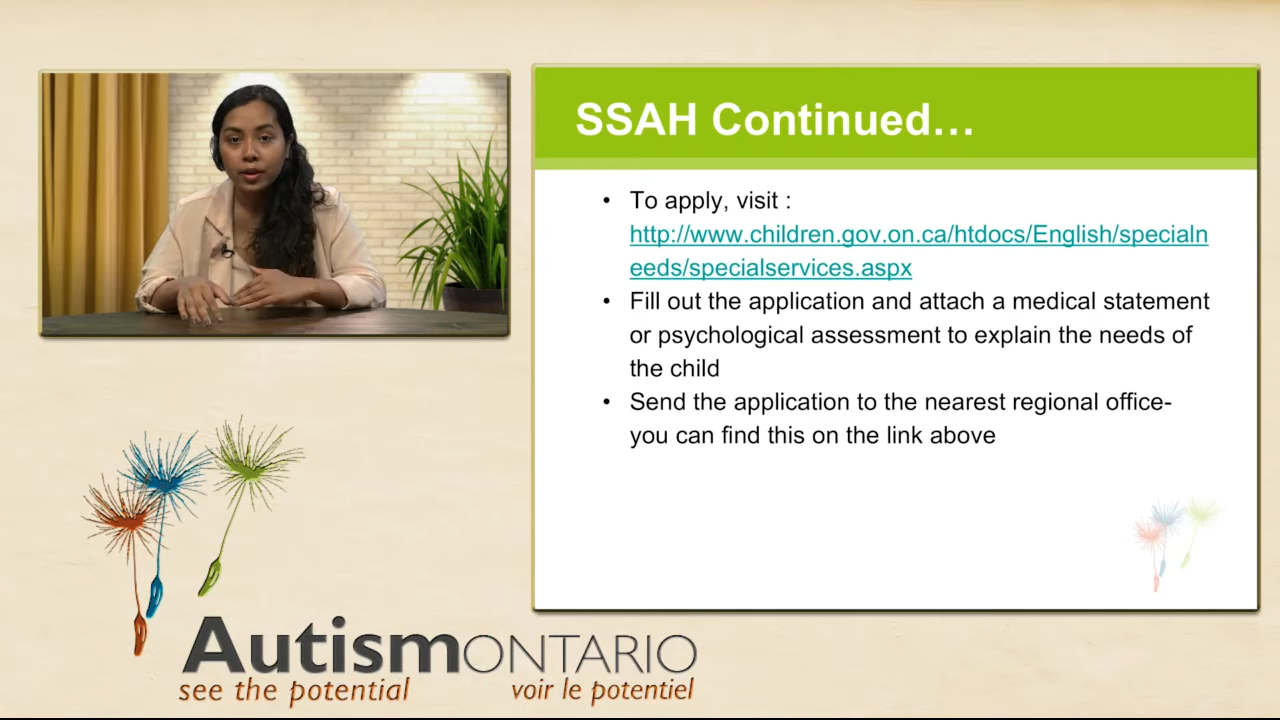 SSAH Continued…
• To apply, visit :
http://www.children.gov.on.ca/htdocs/English/specialn
eeds/specialservices.aspx
• Fill out the application and attach a medical statement
or psychological assessment to explain the needs of
the child
• Send the application to the nearest regional office-
you can find this on the link above
AutismONTARIO
see the potential voir le potentiel